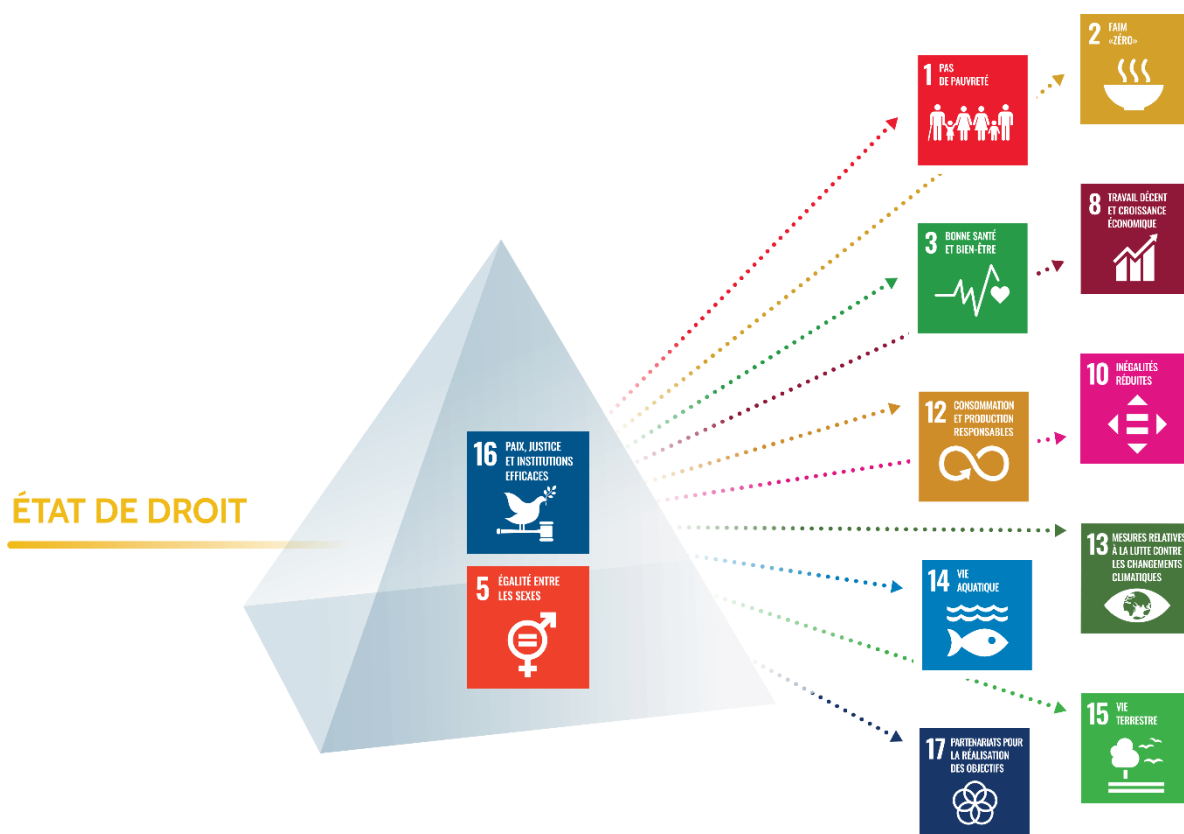 ÉTAT DE DROIT
16 PAIX, JUSTICE
ET INSTITUTIONS
EFFICACES
5 ÉGALITÉ ENTRE
LES SEXES
1 PAS
DE PAUVRETÉ
2 FAIM
«ZÉRO»
3 BONNE SANTÉ
ET BIEN-ÊTRE
8 TRAVAIL DÉCENT
ET CROISSANCE
ÉCONOMIQUE
12 CONSOMMATION
ET PRODUCTION
RESPONSABLES
10 INÉGALITÉS
RÉDUITES
13 MESURES RELATIVES
À LA LUTTE CONTRE
LES CHANGEMENTS
CLIMATIQUES
14 VIE
AQUATIQUE
15 VIE
TERRESTRE
17 PARTENARIATS POUR
LA RÉALISATION
DES OBJECTIFS